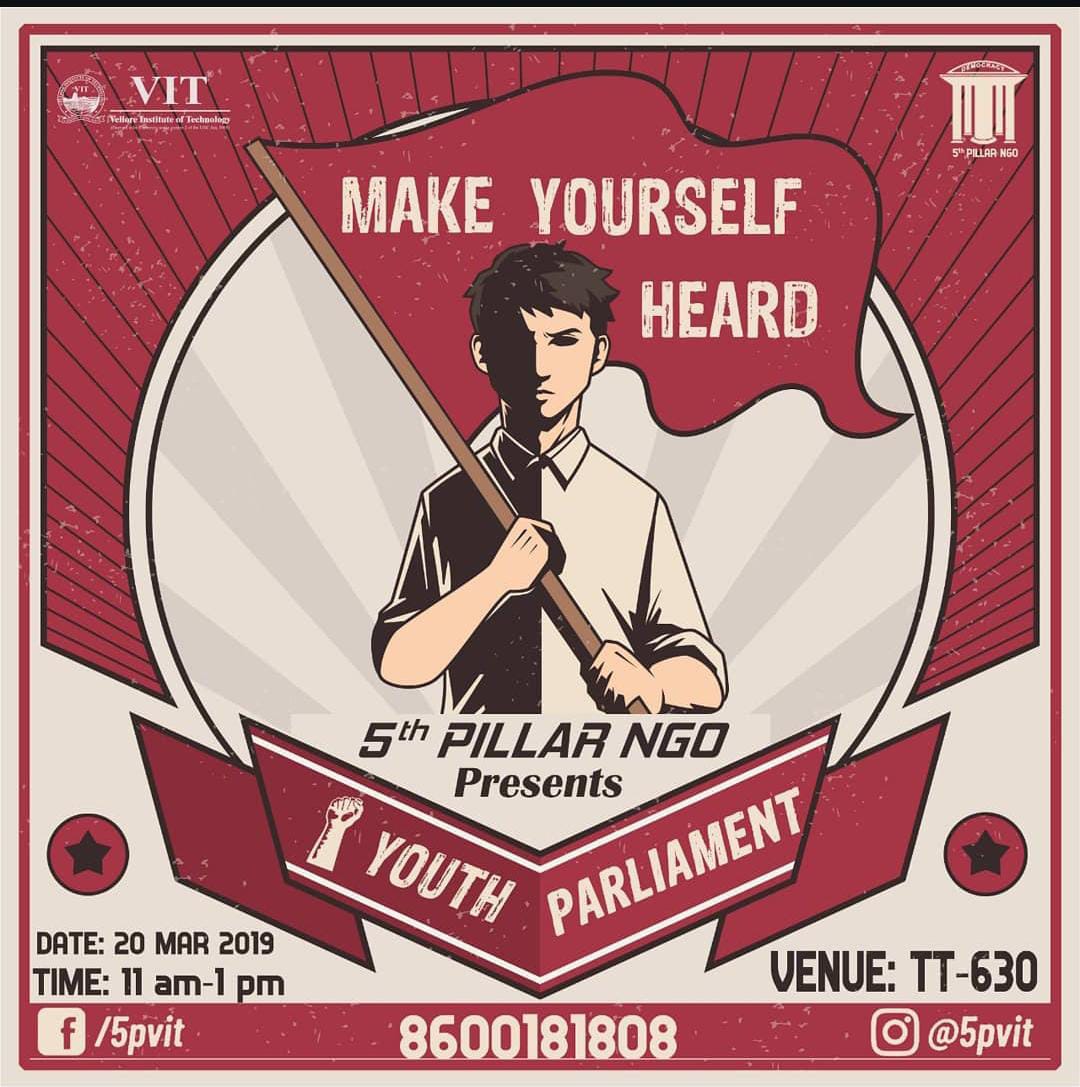 VIT
Vellore Institute of Technology
DEMOCRACY
5th PILLAR NGO
MAKE YOURSELF
HEARD
5th PILLAR NGO
Presents
YOUTH PARLIAMENT
DATE: 20 MAR 2019
TIME: 11 am-1 pm
VENUE: TT-630
/5pvit
8600181808
@5pvit